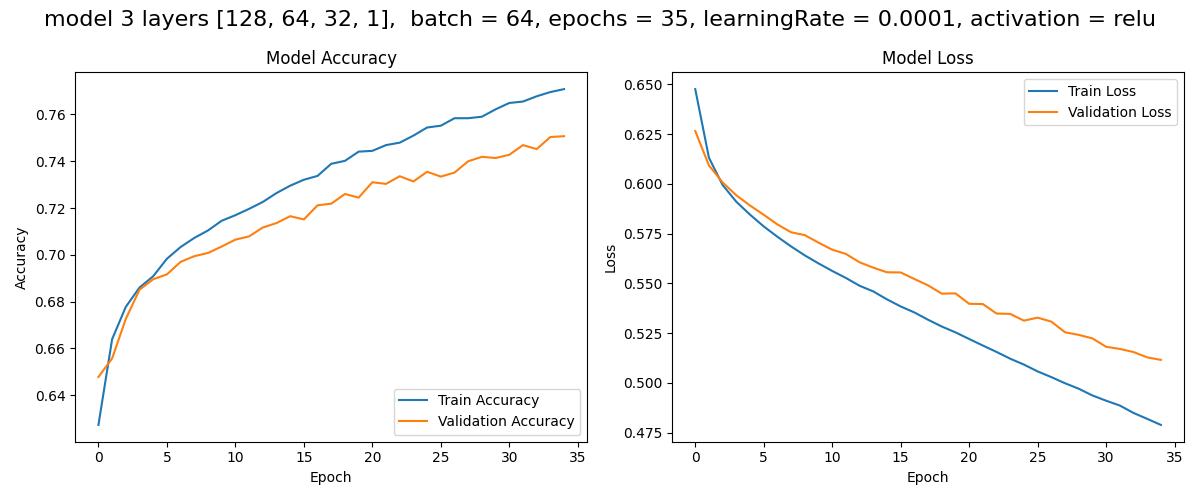 model 3 layers [128, 64, 32, 1],  batch = 64, epochs = 35, learningRate = 0.0001, activation = relu
Model Accuracy
Accuracy
0.76
0.74
0.72
0.70
0.68
0.66
0.64
Train Accuracy
Validation Accuracy
0 5 10 15 20 25 30 35
Epoch
Model Loss
Loss
0.650
0.625
0.600
0.575
0.550
0.525
0.500
0.475
Train Loss
Validation Loss
0 5 10 15 20 25 30 35
Epoch